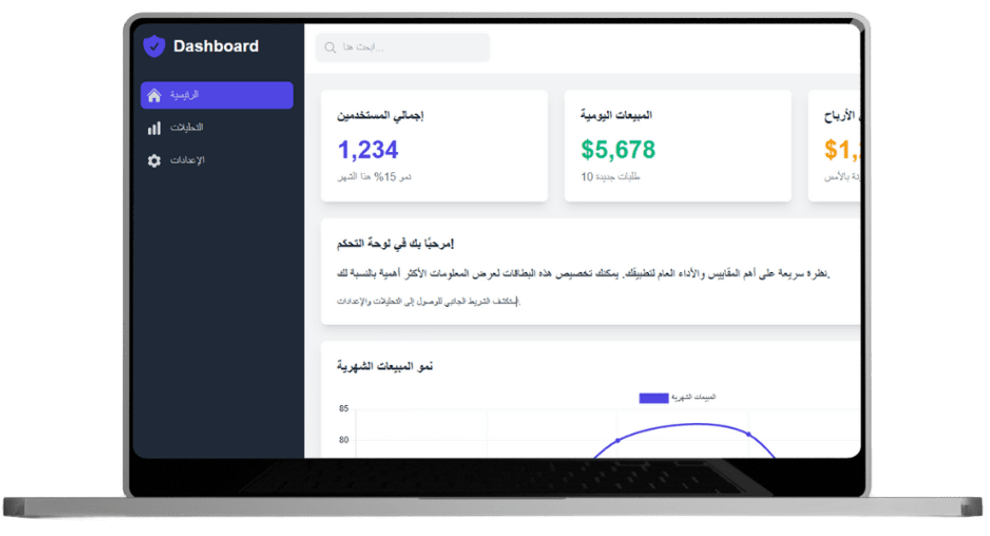 Dashboard
ابحث هنا...
الرئيسية
التحليلات
الإعدادات
إجمالي المستخدمين
1,234
نمو 15% هذا الشهر
المبيعات اليومية
$5,678
10 طلبات جديدة
الأرباح
$1,
بالأمس
مرحبًا بك في لوحة التحكم!
نظرة سريعة على أهم المقاييس والأداء العام لتطبيقك. يمكنك تخصيص هذه البطاقات لعرض المعلومات الأكثر أهمية بالنسبة لك.
استكشف الشريط الجانبي للوصول إلى التحليلات والإعدادات.
نمو المبيعات الشهرية
المبيعات الشهرية
85
80